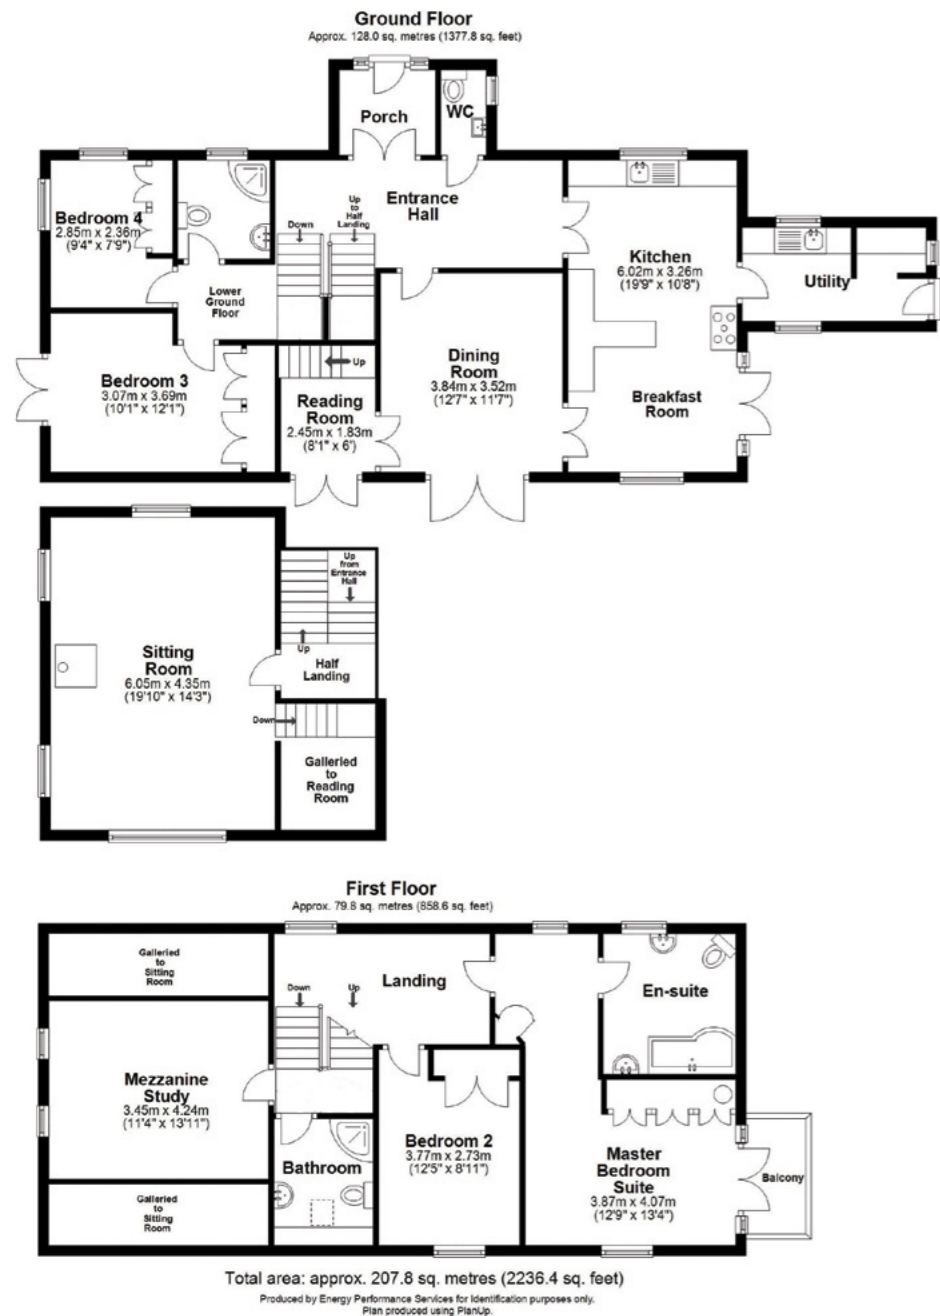 Ground Floor
Approx. 128.0 sq. metres (1377.8 sq. feet)
Porch
WC
Entrance
Hall
Down
Up
to
Half
Landing
Bedroom 4
2.85m x 2.36m
(9'4" x 7'9")
Lower
Ground
Floor
Kitchen
6.02m x 3.26m
(19'9" x 10'8")
Utility
Bedroom 3
3.07m x 3.69m
(10'1" x 12'1")
Up
Reading
Room
2.45m x 1.83m
(8'1" x 6')
Dining
Room
3.84m x 3.52m
(12'7" x 11'7")
Breakfast
Room
Up
from
Entrance
Hall
Up
Half
Landing
Sitting
Room
6.05m x 4.35m
(19'10" x 14'3")
Down
Galleried
to
Reading
Room
First Floor
Approx. 79.8 sq. metres (858.6 sq. feet)
Galleried
to
Sitting
Room
Down
Up
Landing
En-suite
Mezzanine
Study
3.45m x 4.24m
(11'4" x 13'11")
Bathroom
Bedroom 2
3.77m x 2.73m
(12'5" x 8'11")
Master
Bedroom
Suite
3.87m x 4.07m
(12'9" x 13'4")
Balcony
Galleried
to
Sitting
Room
Total area: approx. 207.8 sq. metres (2236.4 sq. feet)
Produced by Energy Performance Services for identification purposes only.
Plan produced using PlanUp.